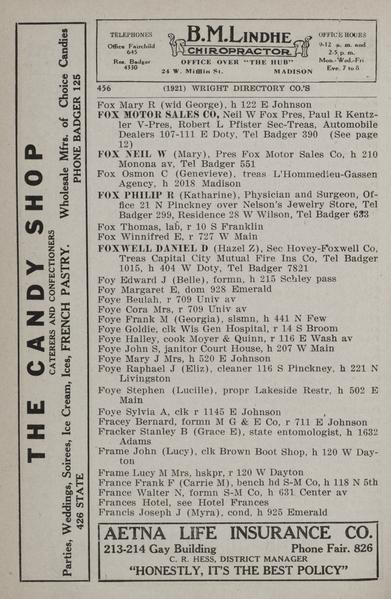 TELEPHONES
Office Fairchild
645
Res. Badger
4330
B.M. LINDHE
CHIROPRACTOR
OFFICE OVER "THE HUB"
24 W. Mifflin St. MADISON
OFFICE HOURS
9-12 a. m. and
2-5 p. m.
Mon.-Wed.-Fri.
Eve. 7 to 8
456 (1921) WRIGHT DIRECTORY CO.'S
Fox Mary R (wid George), h 122 E Johnson
FOX MOTOR SALES CO, Neil W Fox Pres, Paul R Kentz-
ler V-Pres, Robert L Pfister Sec-Treas, Automobile
Dealers 107-111 E Doty, Tel Badger 390 (See page
12)
FOX NEIL W (Mary), Pres Fox Motor Sales Co, h 210
Monona av, Tel Badger 551
Fox Osmon C (Genevieve), treas L'Hommedieu-Gassen
Agency, h 2018 Madison
FOX PHILIP R (Katharine), Physician and Surgeon, Of-
fice 21 N Pinckney over Nelson's Jewelry Store, Tel
Badger 299, Residence 28 W Wilson, Tel Badger 633
Fox Thomas, lab, r 10 S Franklin
Fox Winnifred E, r 727 W Main
FOXWELL DANIEL D (Hazel Z), Sec Hovey-Foxwell Co,
Treas Capital City Mutual Fire Ins Co, Tel Badger
1015, h 404 W Doty, Tel Badger 7821
Foy Edward J (Belle), formn, h 215 Schley pass
Foy Margaret E, dom 928 Emerald
Foye Beulah, r 709 Univ av
Foye Cora Mrs, r 709 Univ av
Foye Frank M (Georgia), slsmn, h 441 N Few
Foye Goldie, clk Wis Gen Hospital, r 14 S Broom
Foye Halley, cook Moyer & Quinn, r 116 E Wash av
Foye John S, janitor Court House, h 207 W Main
Foye Mary J Mrs, h 520 E Johnson
Foye Raphael J (Eliz), cleaner 116 S Pinckney, h 221 N
Livingston
Foye Stephen (Lucille), propr Lakeside Restr, h 502 E
Main
Foye Sylvia A, clk r 1145 E Johnson
Fracey Bernard, formn M G & E Co, r 711 E Johnson
Fracker Stanley B (Grace E), state entomologist, h 1632
Adams
Frame John (Lucy), clk Brown Boot Shop, h 120 W Day-
ton
Frame Lucy M Mrs, hskpr, r 120 W Dayton
France Frank F (Carrie M), bench hd S-M Co, h 118 N 5th
France Walter N, formn S-M Co, h 631 Center av
Frances Hotel, see Hotel Frances
Francis Joseph J (Myra), cond, h 925 Emerald
AETNA LIFE INSURANCE CO.
213-214 Gay Building Phone Fair. 826
C. R. HESS, DISTRICT MANAGER
"HONESTLY, IT'S THE BEST POLICY"
THE CANDY SHOP
CATERERS AND CONFECTIONERS
Parties, Weddings, Soirees, Ice Cream, Ices, FRENCH PASTRY. Wholesale Mfrs. of Choice Candies
426 STATE PHONE BADGER 125